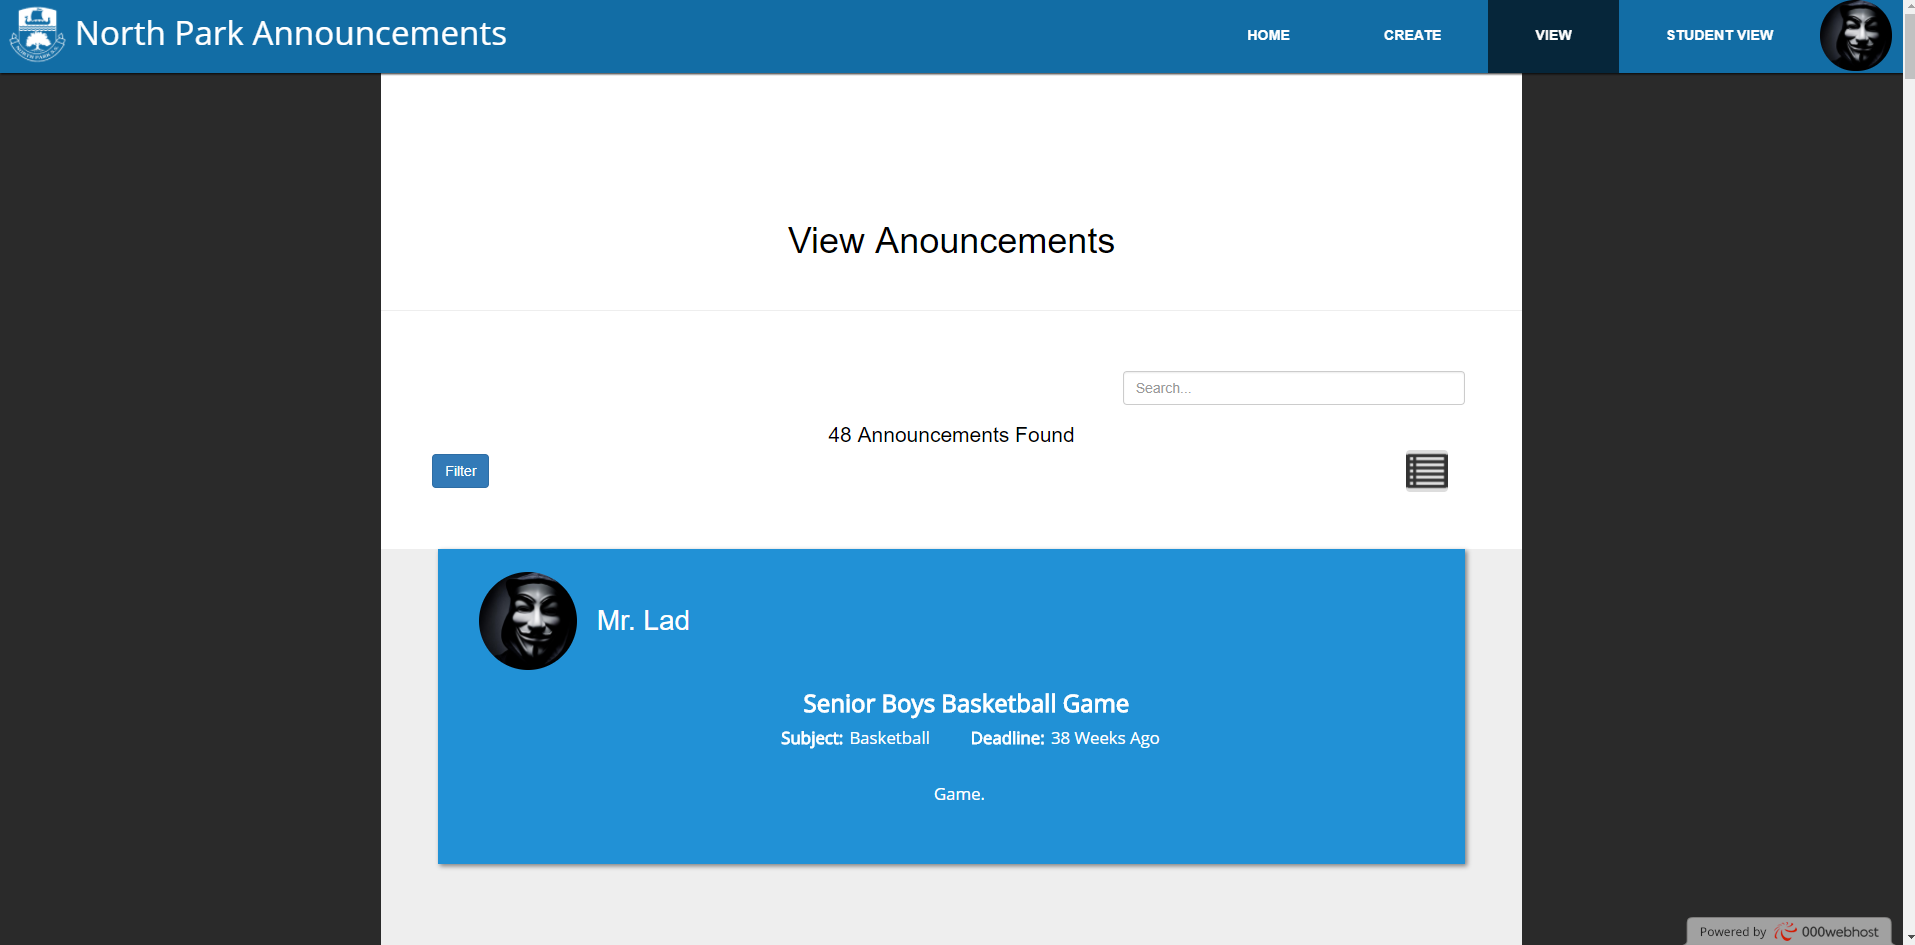 North Park Announcements
HOME
CREATE
VIEW
STUDENT VIEW
View Anouncements
Search...
48 Announcements Found
Filter
Mr. Lad
Senior Boys Basketball Game
Subject: Basketball Deadline: 38 Weeks Ago
Game.
Powered by 000webhost